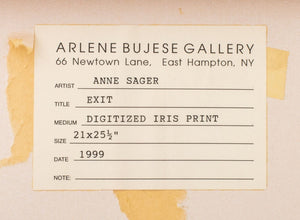 ARLENE BUJESE GALLERY
66 Newtown Lane, East Hampton, NY
ARTIST ANNE SAGER
TITLE EXIT
MEDIUM DIGITIZED IRIS PRINT
SIZE 21x25½"
DATE 1999
NOTE: